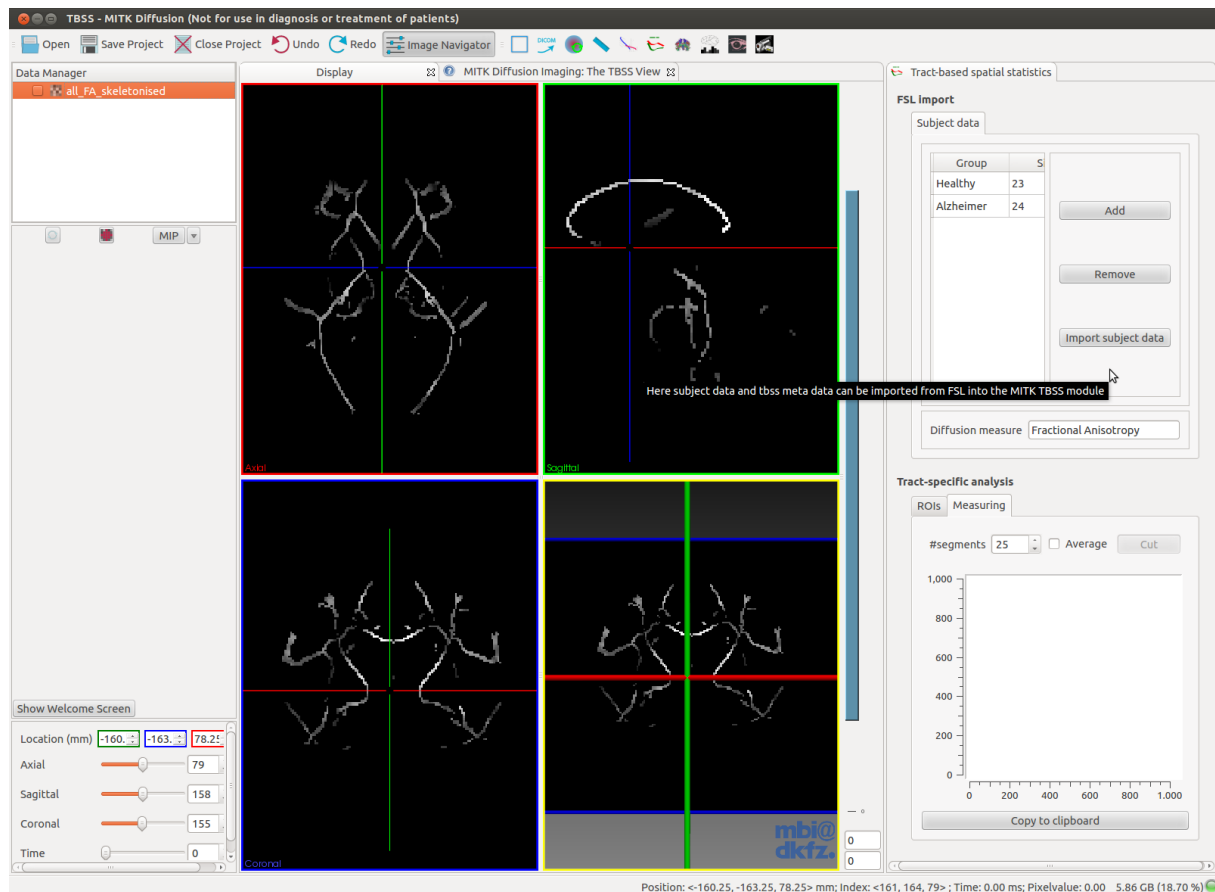 TBSS - MITK Diffusion (Not for use in diagnosis or treatment of patients)
Open Save Project Close Project Undo Redo Image Navigator DICOM
Data Manager
all_FA_skeletonised
MIP
Show Welcome Screen
Location (mm) -160. -163. 78.25
Axial 79
Sagittal 158
Coronal 155
Time 0
Display
MITK Diffusion Imaging: The TBSS View
Axial
Sagittal
Coronal
mbi@
dkfz.
0
0
0
Tract-based spatial statistics
FSL import
Subject data
Group S
Healthy 23
Alzheimer 24
Add
Remove
Import subject data
Here subject data and tbss meta data can be imported from FSL into the MITK TBSS module
Diffusion measure Fractional Anisotropy
Tract-specific analysis
ROIs Measuring
#segments 25 Average Cut
1,000
800
600
400
200
0
0 200 400 600 800 1.000
Copy to clipboard
Position: <-160.25, -163.25, 78.25> mm; Index: <161, 164, 79> ; Time: 0.00 ms; Pixelvalue: 0.00 5.86 GB (18.70 %)